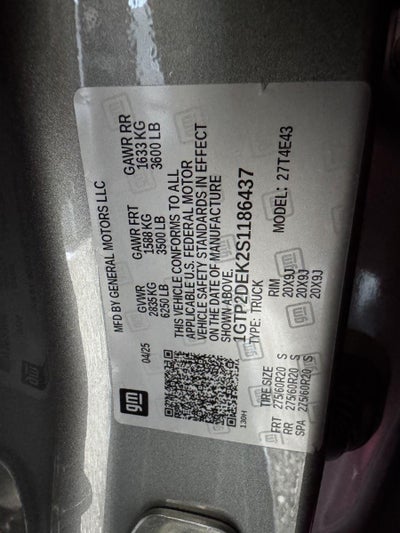 gm
MFD BY GENERAL MOTORS LLC
04/25
GVWR
2835 KG
6250 LB
GAWR FRT
1588 KG
3500 LB
GAWR RR
1633 KG
3600 LB
THIS VEHICLE CONFORMS TO ALL
APPLICABLE U.S. FEDERAL MOTOR
VEHICLE SAFETY STANDARDS IN EFFECT
ON THE DATE OF MANUFACTURE
SHOWN ABOVE.
1GTP2DEK2S1186437
TYPE: TRUCK
MODEL: 27T4E43
130H
TIRE SIZE RIM
FRT 275/60R20 S 20X9J
RR 275/60R20 S 20X9J
SPA 275/60R20 S 20X9J